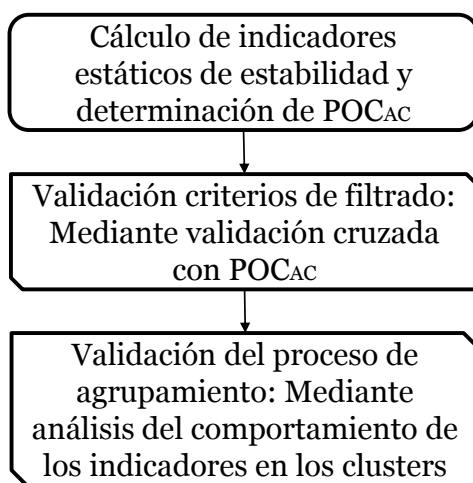 Cálculo de indicadores
estáticos de estabilidad y
determinación de POCAC
Validación criterios de filtrado:
Mediante validación cruzada
con POCAC
Validación del proceso de
agrupamiento: Mediante
análisis del comportamiento de
los indicadores en los clusters